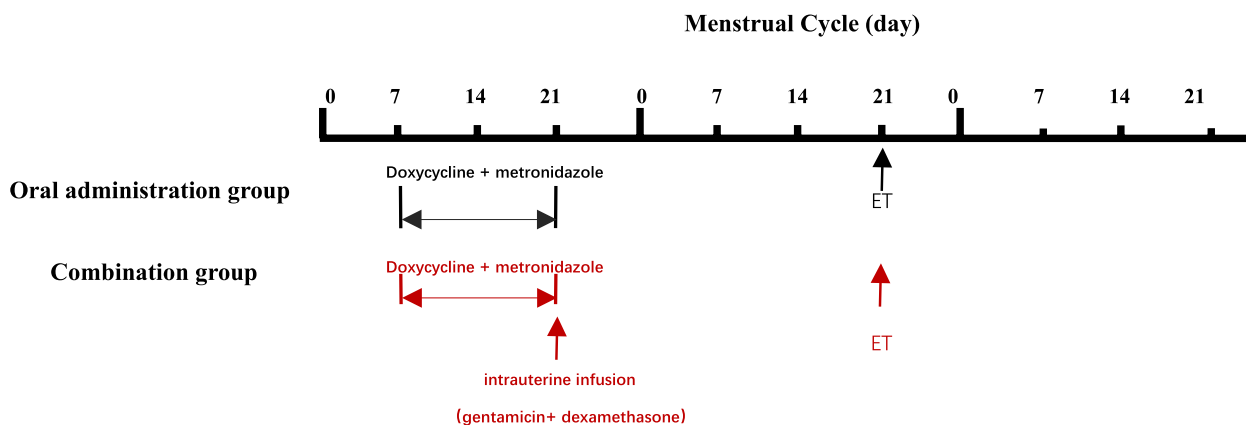 Menstrual Cycle (day)
0 7 14 21 0 7 14 21 0 7 14 21
Doxycycline + metronidazole
Oral administration group
ET
Doxycycline + metronidazole
Combination group
ET
intrauterine infusion
(gentamicin+ dexamethasone)